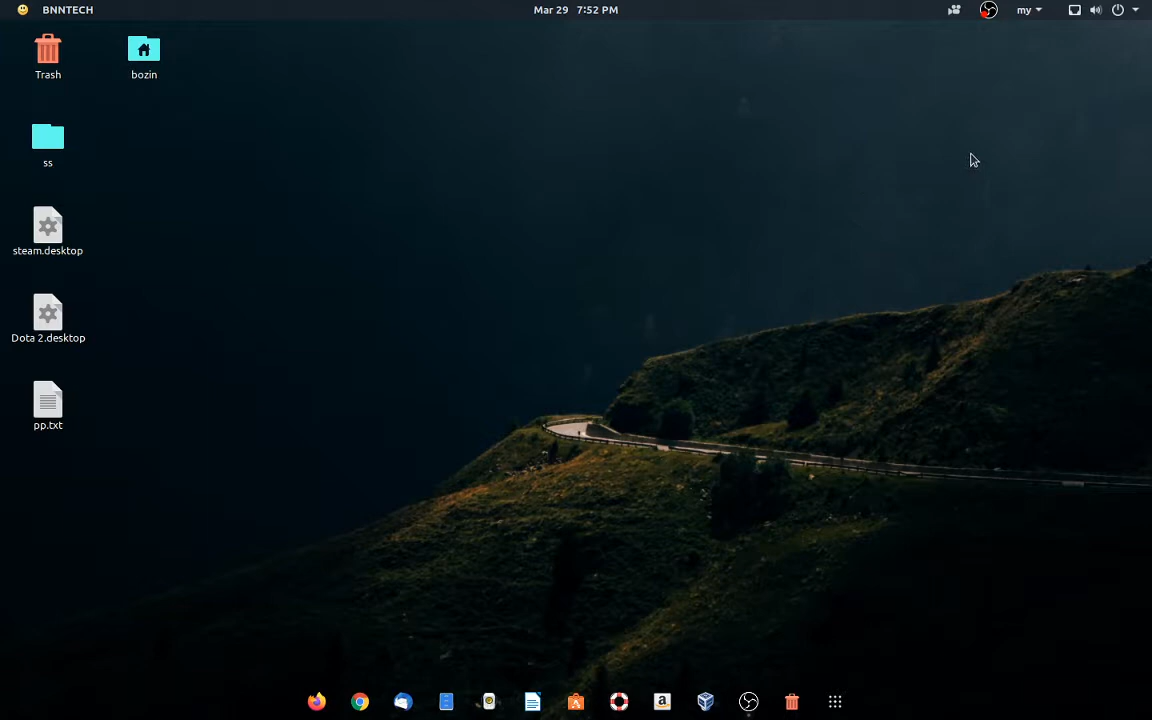 BNNTECH
Mar 29 7:52 PM
my
Trash
bozin
ss
steam.desktop
Dota 2.desktop
pp.txt